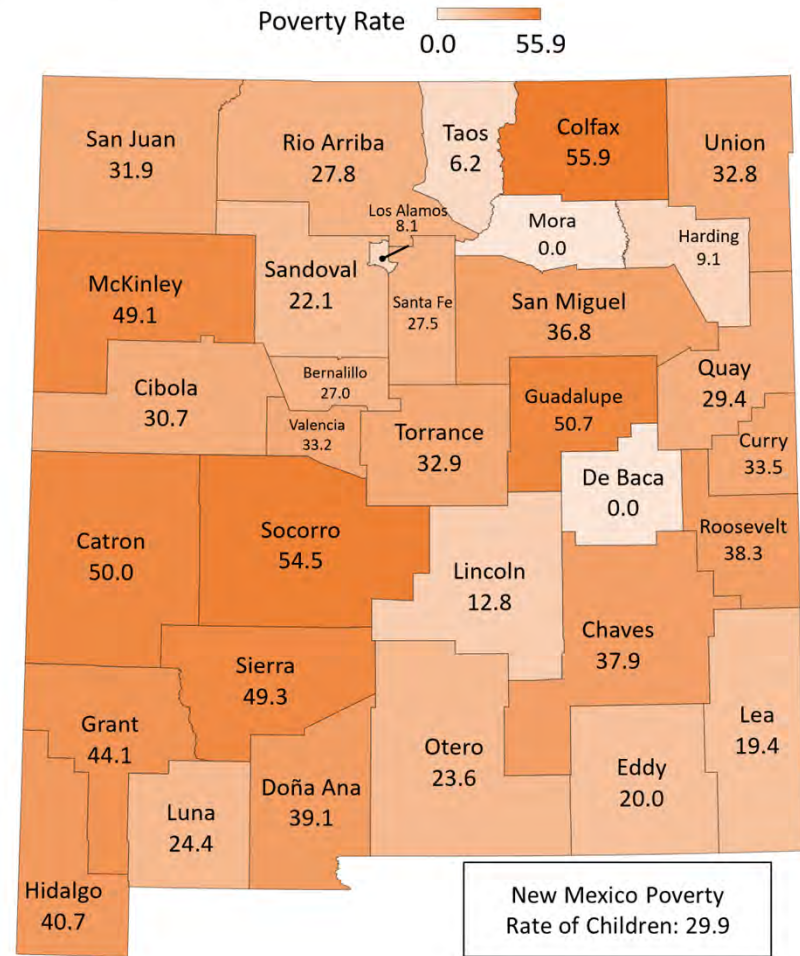 Poverty Rate
0.0 55.9
San Juan
31.9
Rio Arriba
27.8
Taos
6.2
Colfax
55.9
Union
32.8
Los Alamos
8.1
Mora
0.0
Harding
9.1
McKinley
49.1
Sandoval
22.1
Santa Fe
27.5
San Miguel
36.8
Cibola
30.7
Bernalillo
27.0
Valencia
33.2
Torrance
32.9
Guadalupe
50.7
Quay
29.4
Curry
33.5
De Baca
0.0
Roosevelt
38.3
Catron
50.0
Socorro
54.5
Lincoln
12.8
Chaves
37.9
Sierra
49.3
Grant
44.1
Lea
19.4
Otero
23.6
Eddy
20.0
Doña Ana
39.1
Luna
24.4
Hidalgo
40.7
New Mexico Poverty
Rate of Children: 29.9